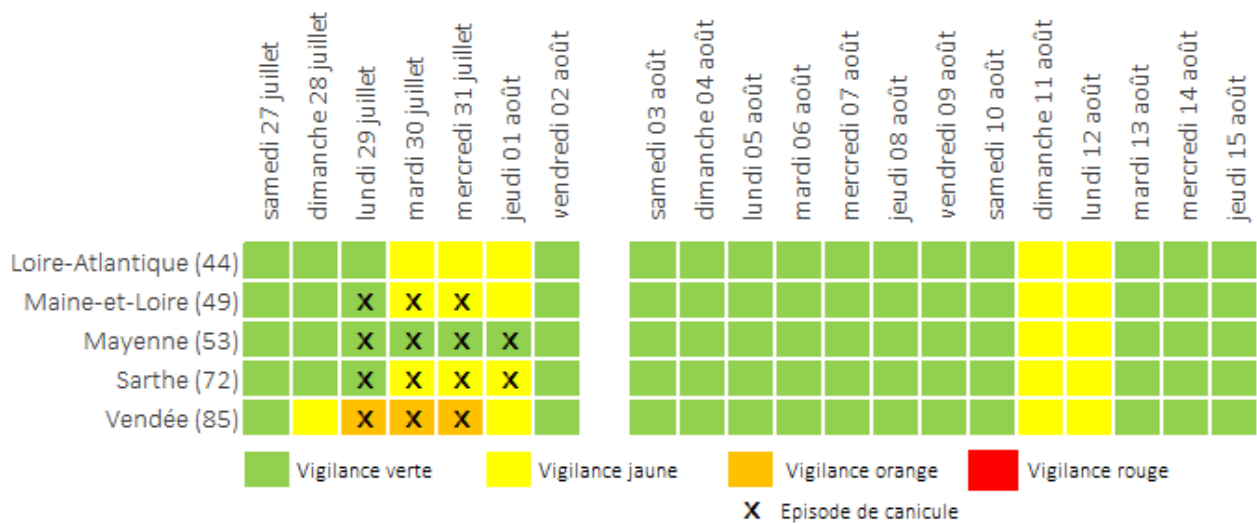 samedi 27 juillet
dimanche 28 juillet
lundi 29 juillet
mardi 30 juillet
mercredi 31 juillet
jeudi 01 août
vendredi 02 août
samedi 03 août
dimanche 04 août
lundi 05 août
mardi 06 août
mercredi 07 août
jeudi 08 août
vendredi 09 août
samedi 10 août
dimanche 11 août
lundi 12 août
mardi 13 août
mercredi 14 août
jeudi 15 août
Loire-Atlantique (44)
Maine-et-Loire (49) X X X
Mayenne (53) X X X X
Sarthe (72) X X X X
Vendée (85) X X X
Vigilance verte Vigilance jaune Vigilance orange Vigilance rouge
X Episode de canicule